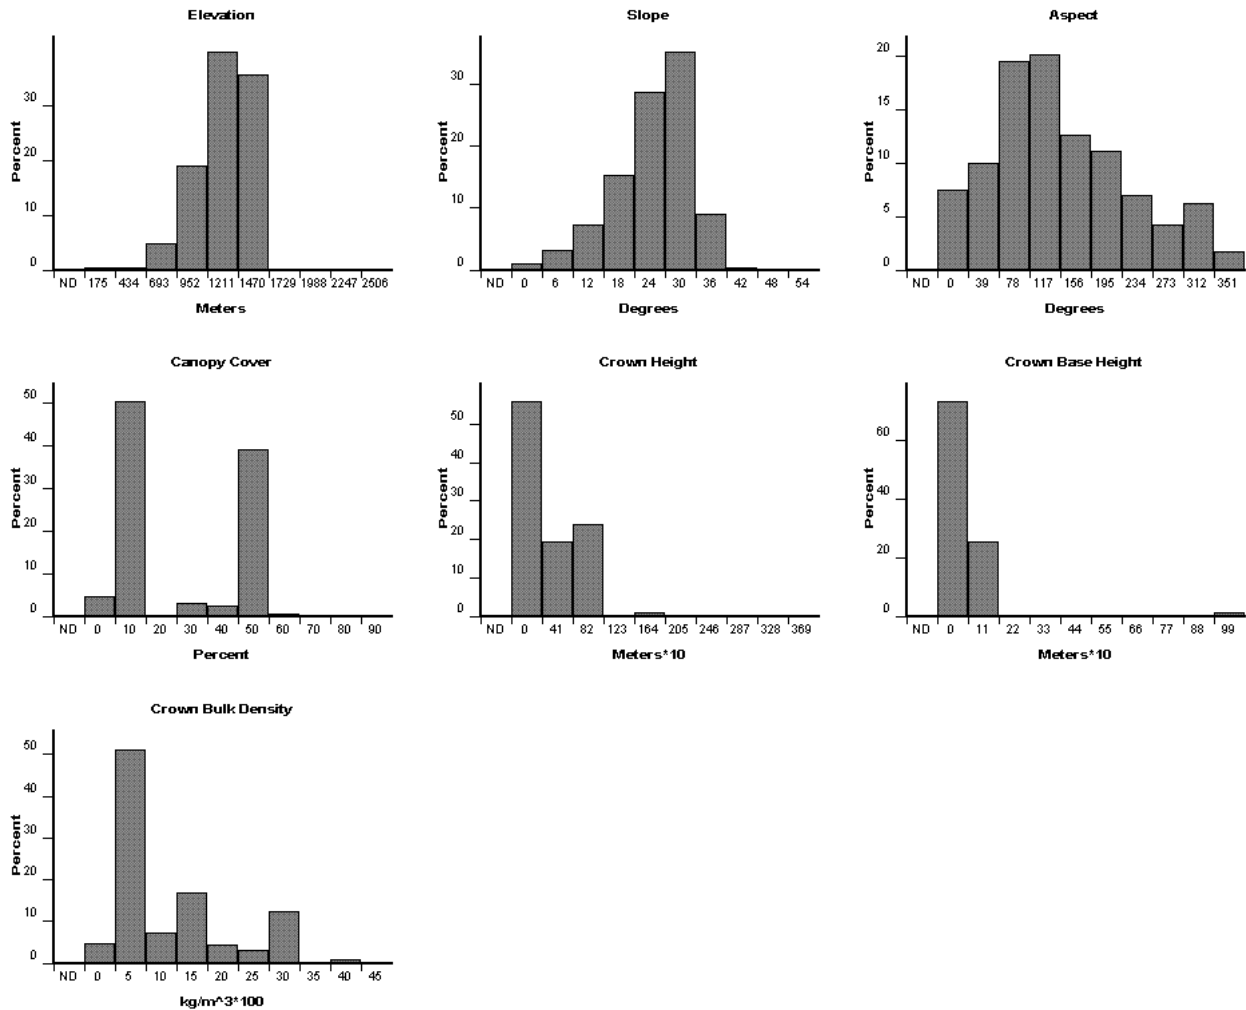 Elevation
Percent
30
20
10
0
ND 175 434 693 952 1211 1470 1729 1988 2247 2506
Meters
Slope
Percent
30
20
10
0
ND 0 6 12 18 24 30 36 42 48 54
Degrees
Aspect
Percent
20
15
10
5
0
ND 0 39 78 117 156 195 234 273 312 351
Degrees
Canopy Cover
Percent
50
40
30
20
10
0
ND 0 10 20 30 40 50 60 70 80 90
Percent
Crown Height
Percent
50
40
30
20
10
0
ND 0 41 82 123 164 205 246 287 328 369
Meters*10
Crown Base Height
Percent
60
40
20
0
ND 0 11 22 33 44 55 66 77 88 99
Meters*10
Crown Bulk Density
Percent
50
40
30
20
10
0
ND 0 5 10 15 20 25 30 35 40 45
kg/m^3*100